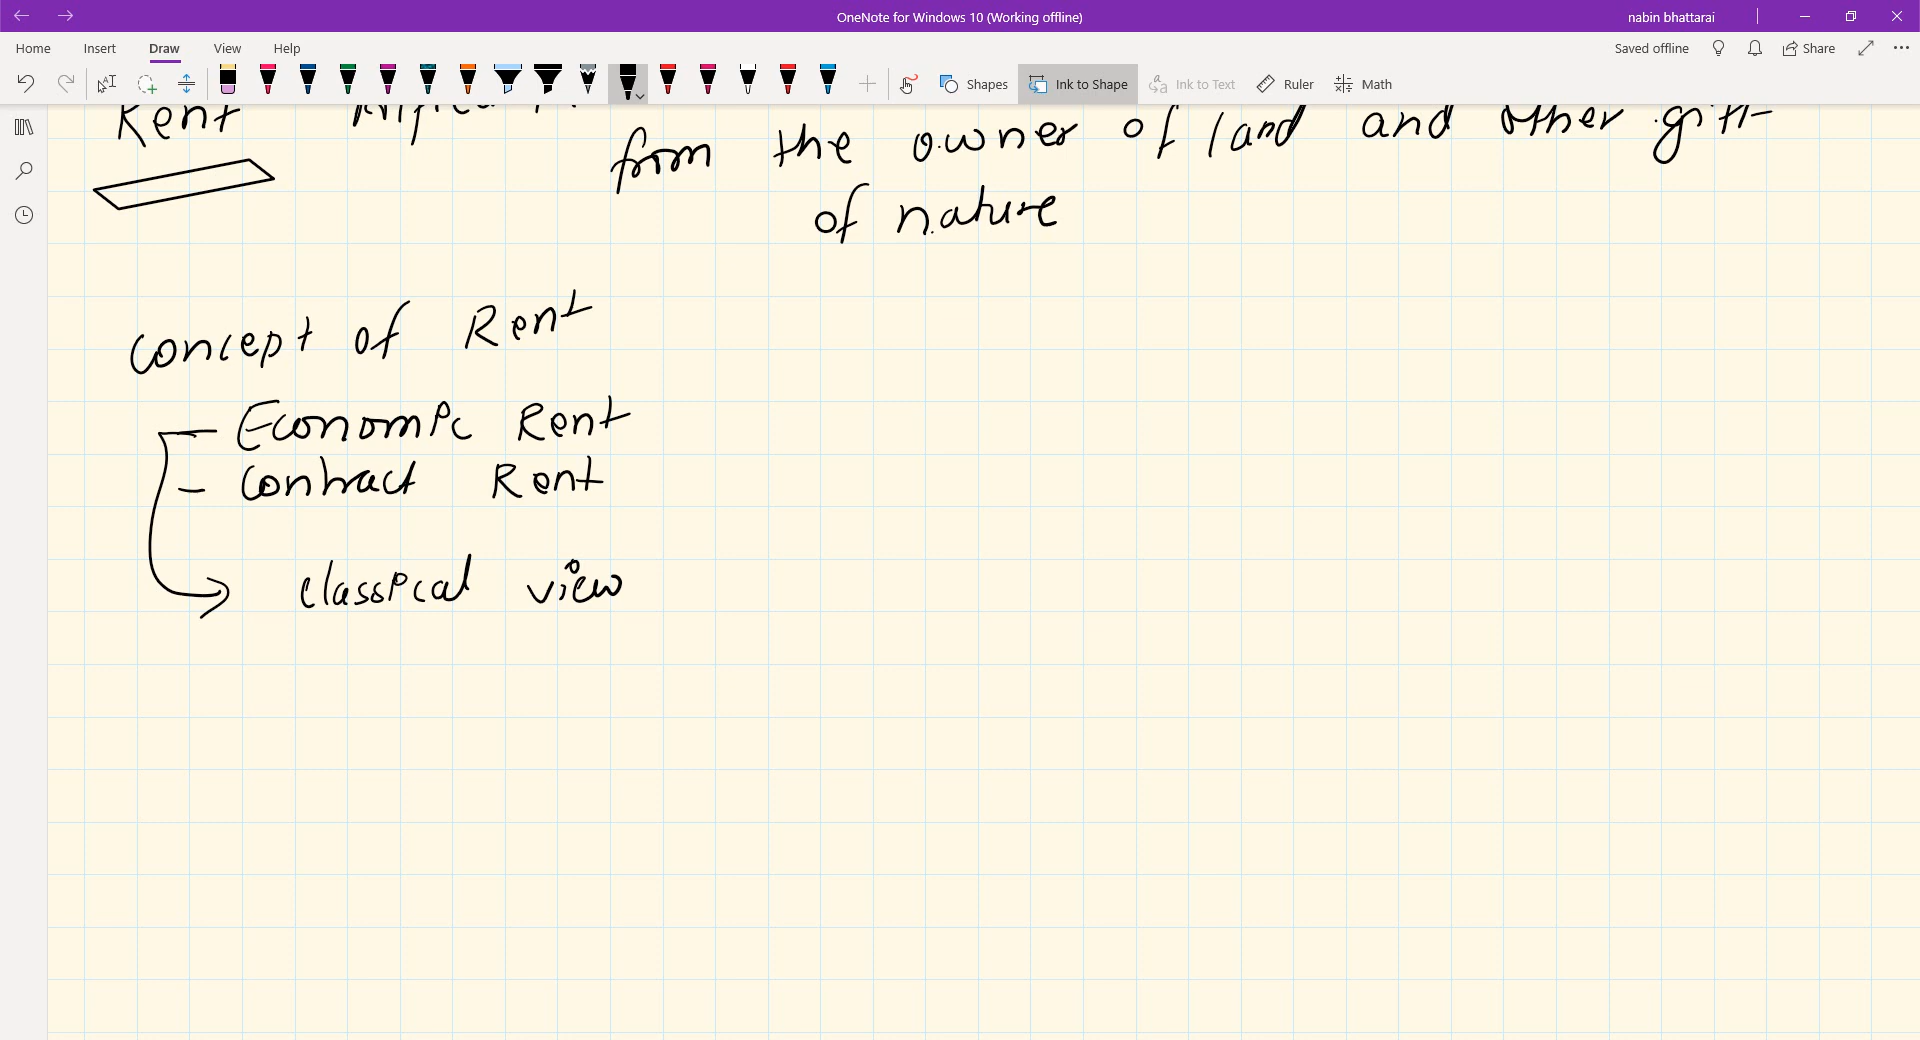 OneNote for Windows 10 (Working offline)
nabin bhattarai
Home Insert Draw View Help
Saved offline Share
Shapes Ink to Shape Ink to Text Ruler Math
Rent
from the owner of land and other gift
of nature
concept of Rent
- Economic Rent
- Contract Rent
classical view